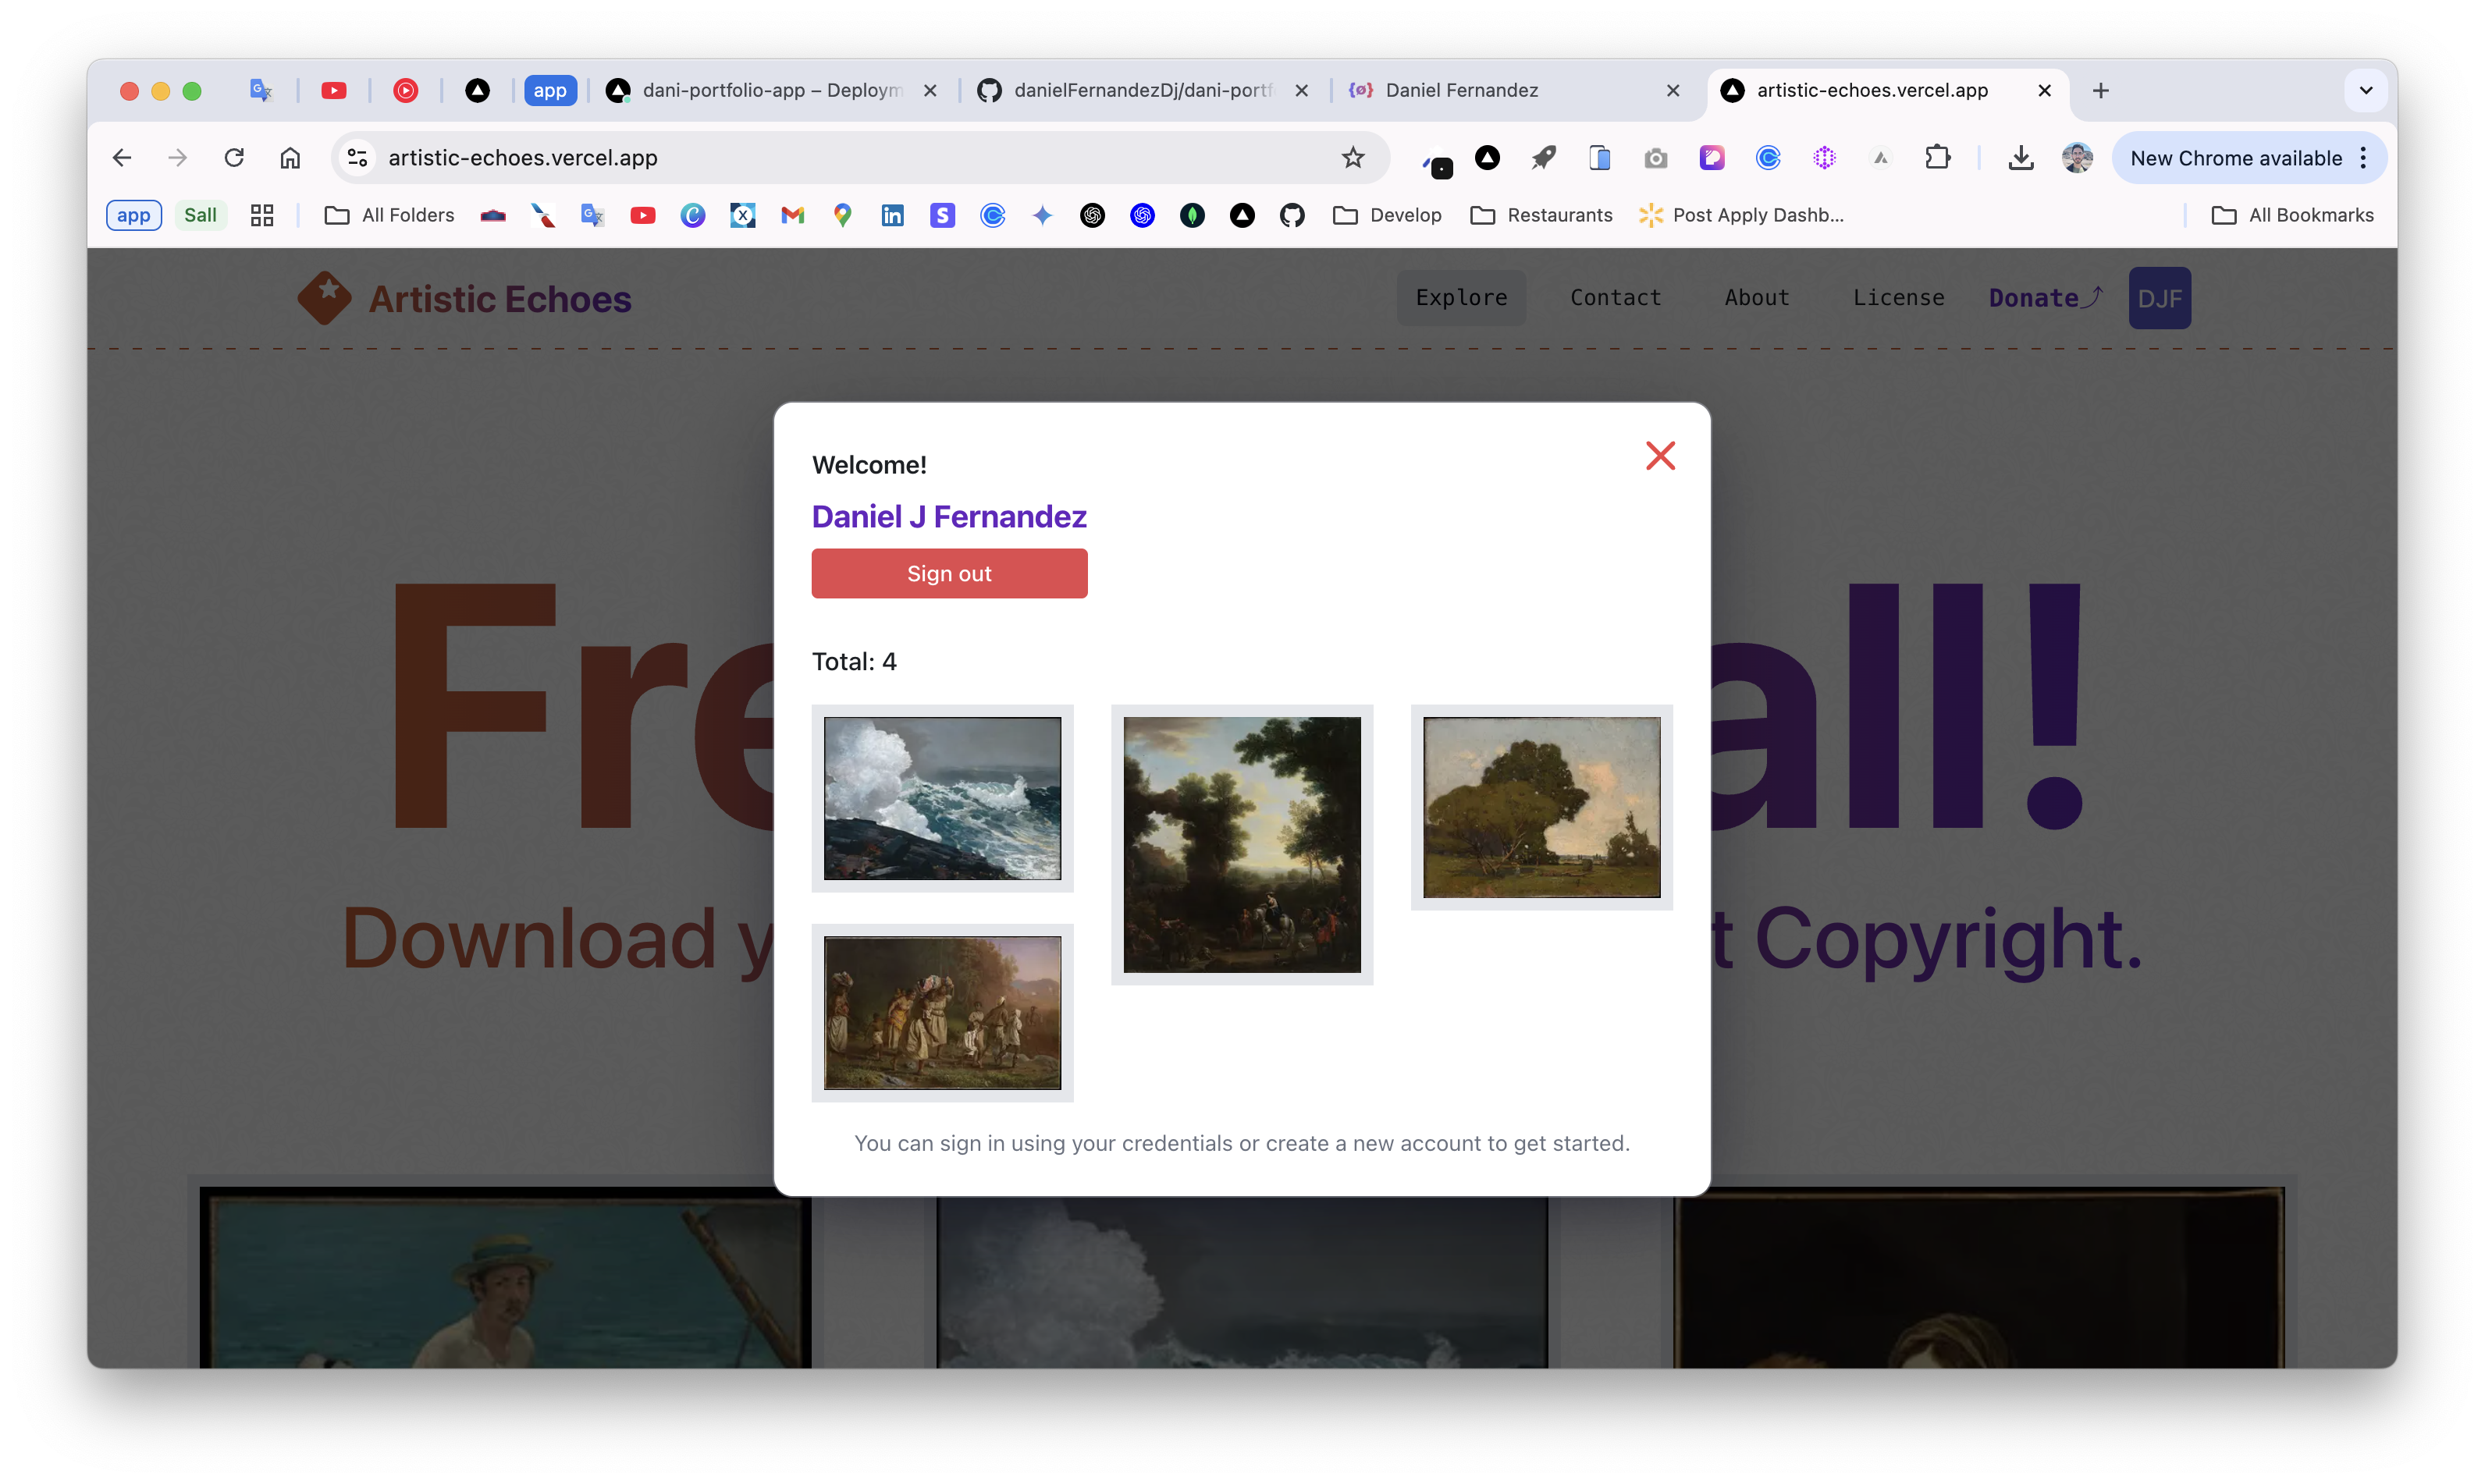 app
dani-portfolio-app – Deploym
danielFernandezDj/dani-portf
Daniel Fernandez
artistic-echoes.vercel.app
artistic-echoes.vercel.app
New Chrome available
app
Sall
All Folders
Develop
Restaurants
Post Apply Dashb...
All Bookmarks
Artistic Echoes
Explore
Contact
About
License
Donate
DJF
Welcome!
Daniel J Fernandez
Sign out
Total: 4
Fre
all!
Download y
t Copyright.
You can sign in using your credentials or create a new account to get started.